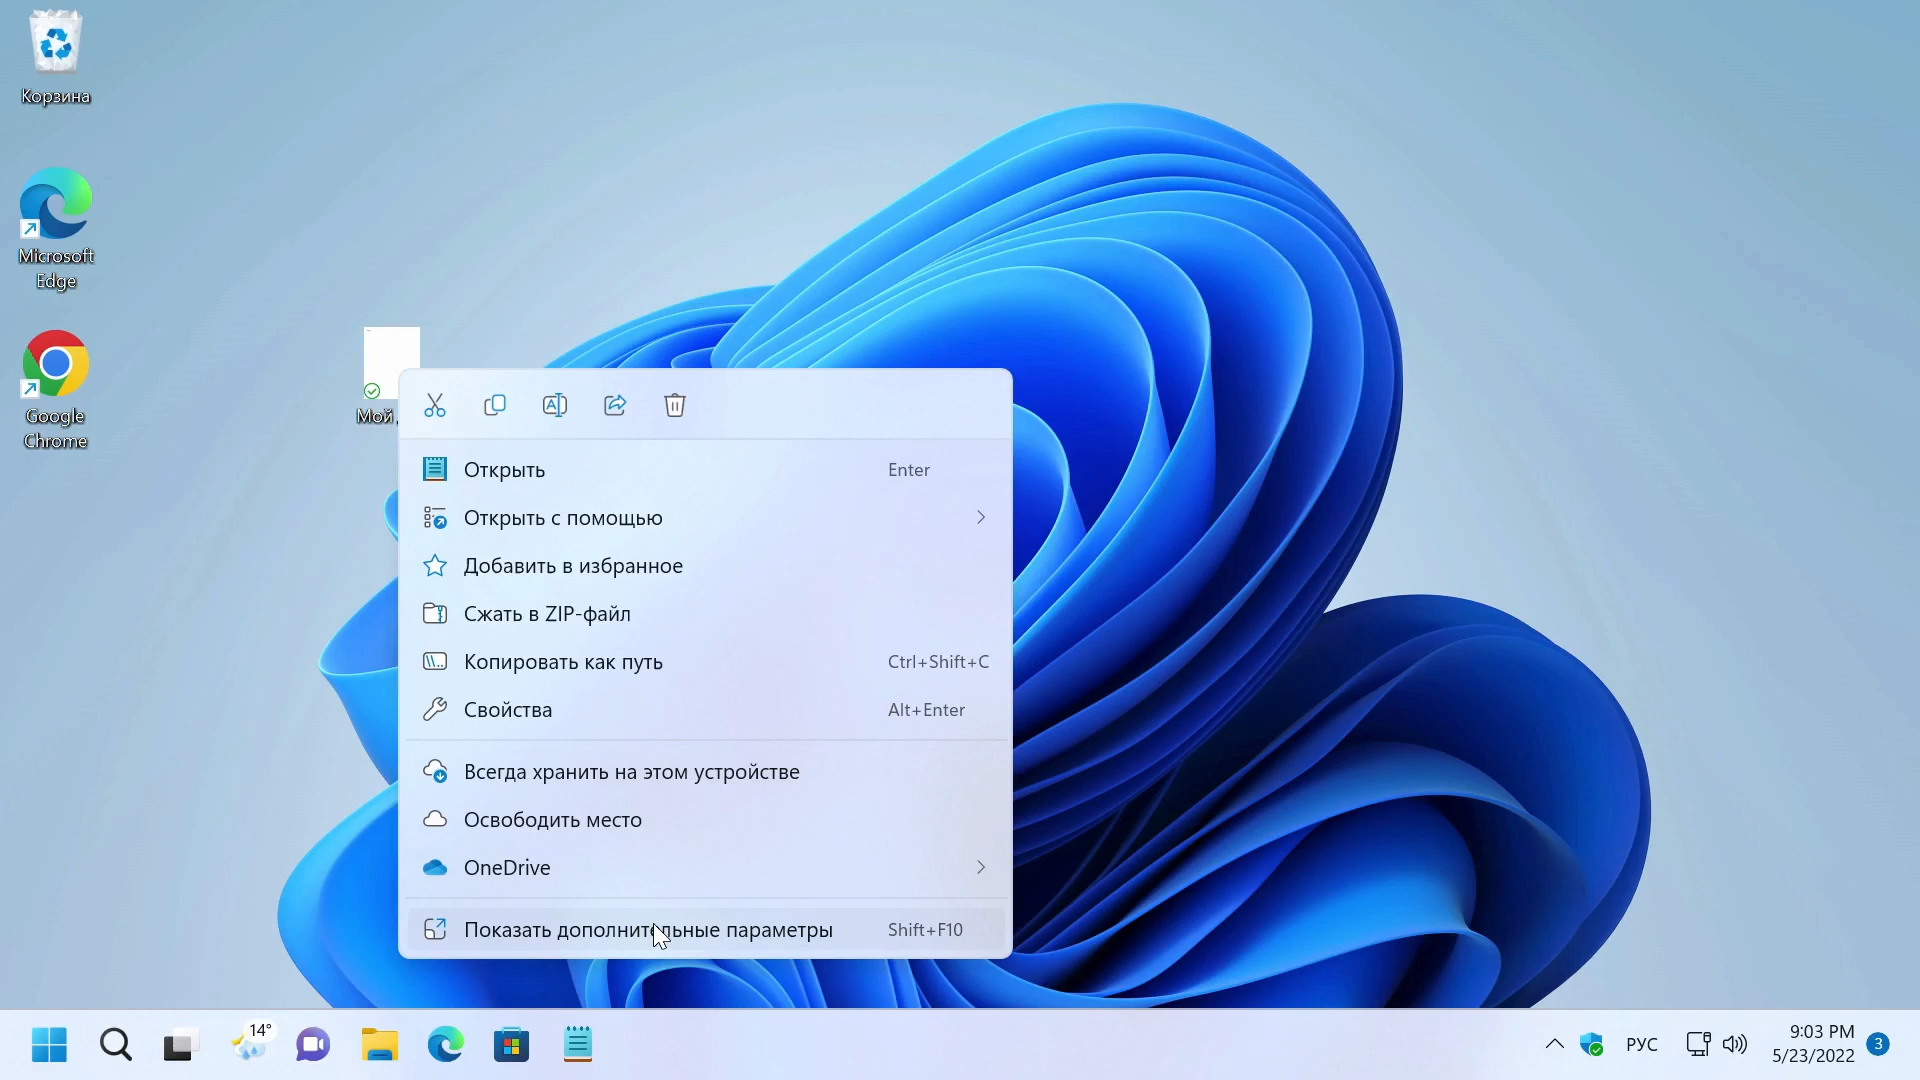 Корзина
Microsoft
Edge
Google
Chrome
Мой
Открыть Enter
Открыть с помощью
Добавить в избранное
Сжать в ZIP-файл
Копировать как путь Ctrl+Shift+C
Свойства Alt+Enter
Всегда хранить на этом устройстве
Освободить место
OneDrive
Показать дополнительные параметры Shift+F10
14°
РУС
9:03 PM
5/23/2022
3